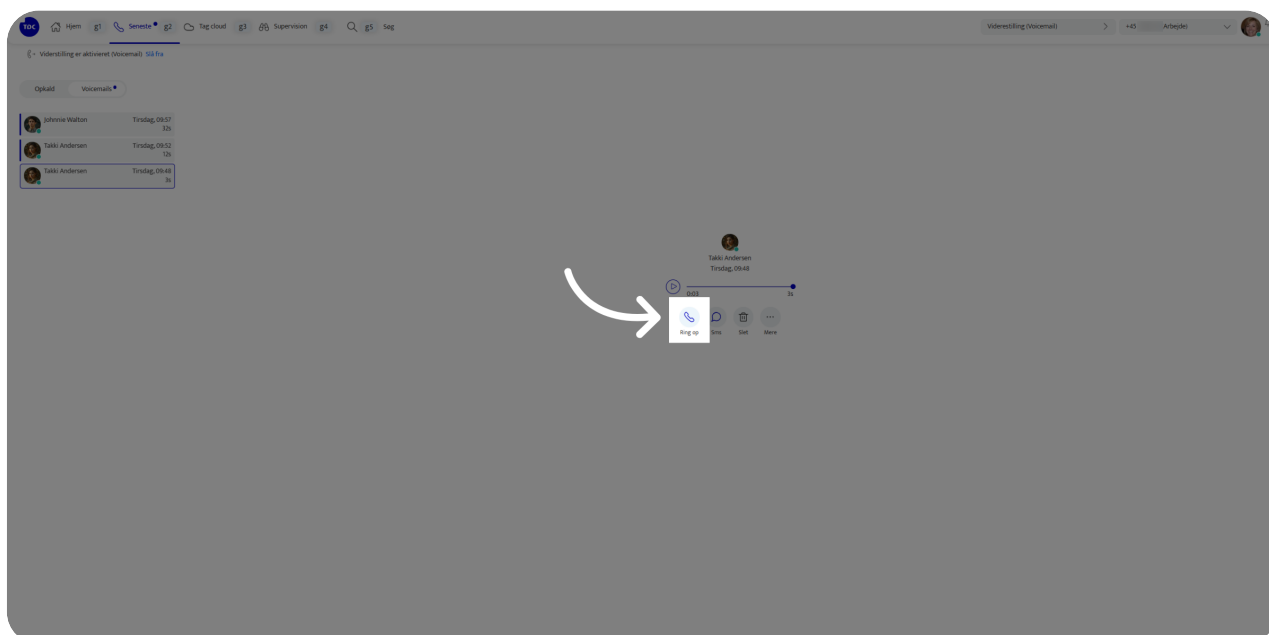 TDC Hjem g1 Seneste g2 Tag cloud g3 Supervision g4 g5 Søg Viderestilling (Voicemail) +45 Arbejdet
Viderstilling er aktivieret (Voicemail) Slå fra
Opkald Voicemails
Johnnie Walton Tirsdag, 09:57
32s
Takki Andersen Tirsdag, 09:52
12s
Takki Andersen Tirsdag, 09:48
3s
Takki Andersen
Tirsdag, 09:48
0:03 3s
Ring op Sms Slet Mere